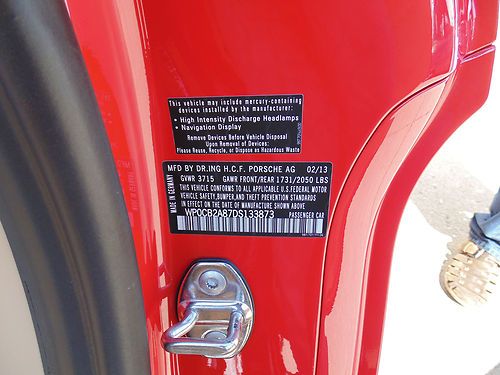 This vehicle may include mercury-containing
devices installed by the manufacturer:
• High Intensity Discharge Headlamps
• Navigation Display
Remove Devices Before Vehicle Disposal
Upon Removal of Devices:
Please Reuse, Recycle, or Dispose as Hazardous Waste
MFD BY DR.ING H.C.F. PORSCHE AG 02/13
GVWR 3715 GAWR FRONT/REAR 1731/2050 LBS
THIS VEHICLE CONFORMS TO ALL APPLICABLE U.S.FEDERAL MOTOR
VEHICLE SAFETY, BUMPER, AND THEFT PREVENTION STANDARDS
IN EFFECT ON THE DATE OF MANUFACTURE SHOWN ABOVE
WP0CB2A87DS133873 PASSENGER CAR
MADE IN GERMANY